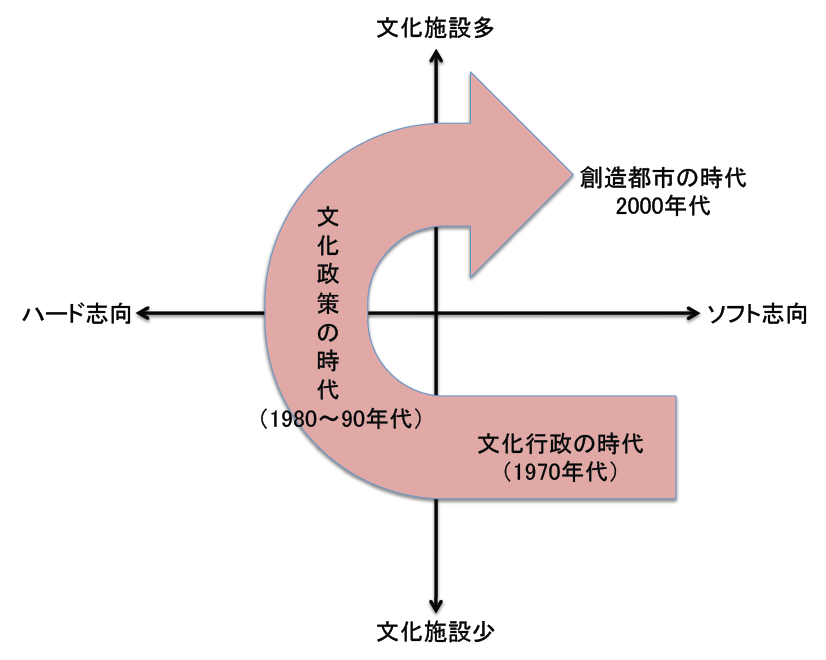 文化施設多
創造都市の時代
2000年代
文化政策の時代
（1980～90年代）
ハード志向
ソフト志向
文化行政の時代
（1970年代）
文化施設少